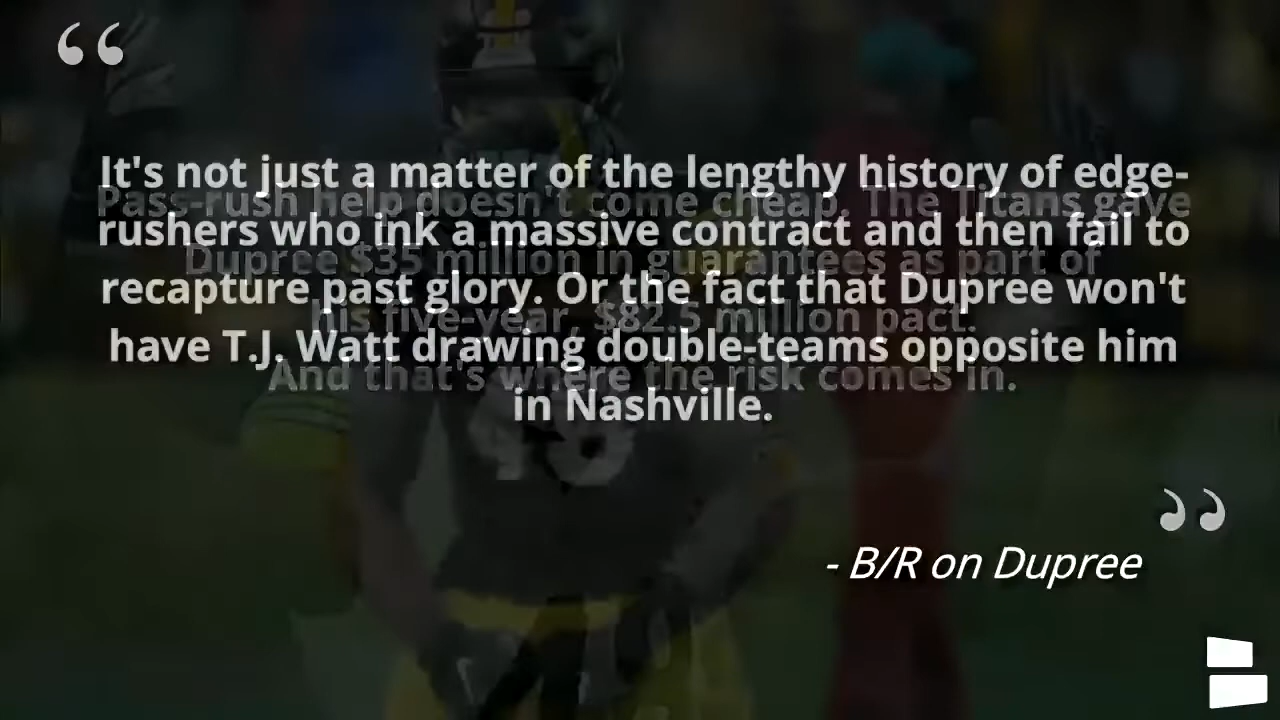 “
It's not just a matter of the lengthy history of edge-
rushers who ink a massive contract and then fail to
recapture past glory. Or the fact that Dupree won't
have T.J. Watt drawing double-teams opposite him
in Nashville.
Pass-rush help doesn't come cheap. The Titans gave
Dupree $35 million in guarantees as part of
his five-year, $82.5 million pact.
And that's where the risk comes in.
”
- B/R on Dupree